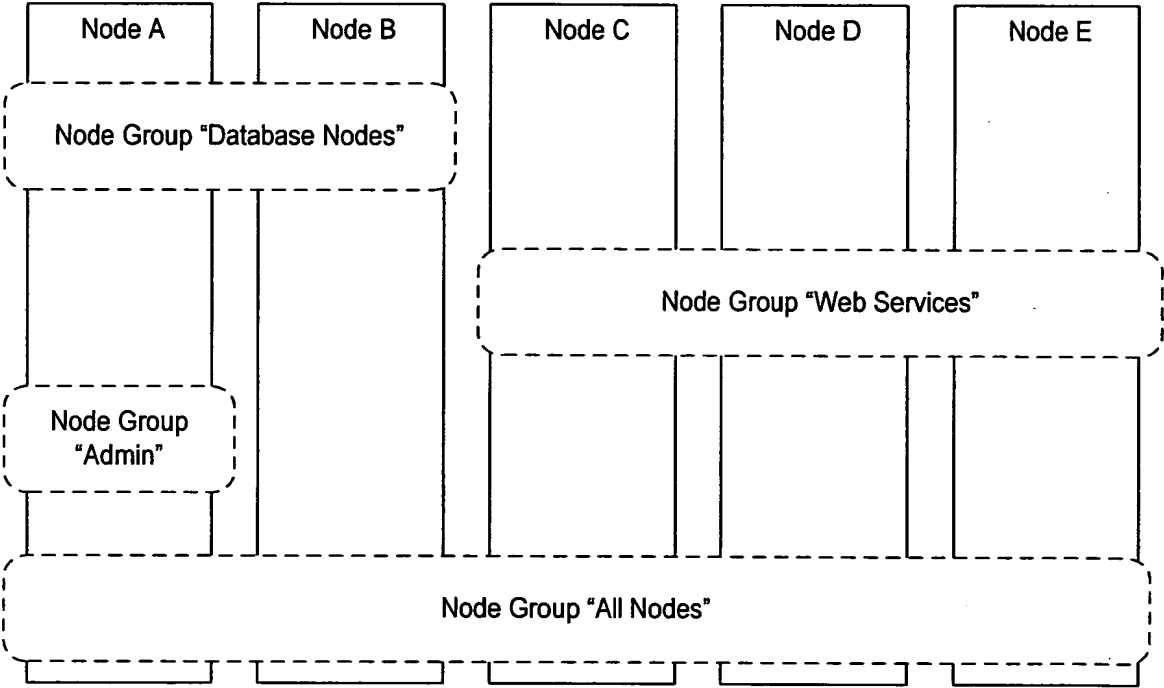 Node A
Node B
Node C
Node D
Node E
Node Group “Database Nodes”
Node Group “Web Services”
Node Group
“Admin”
Node Group “All Nodes”